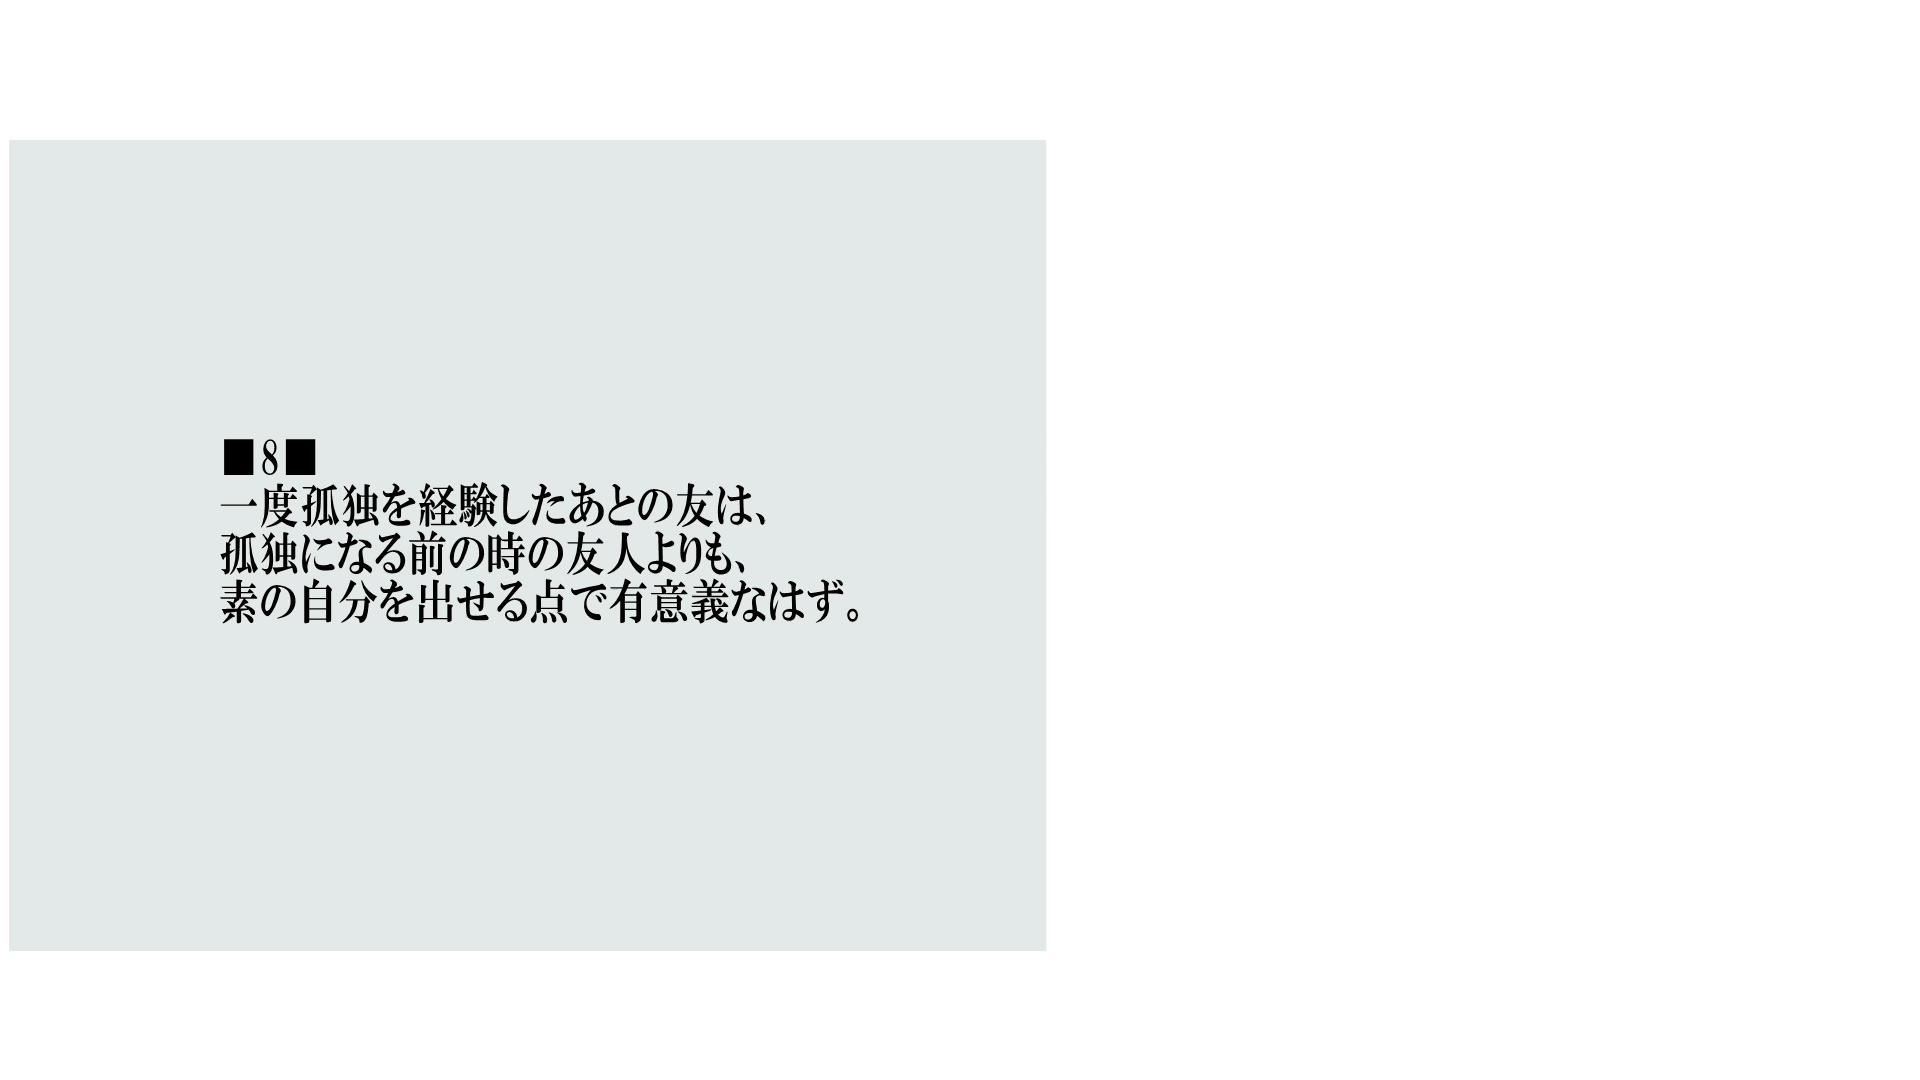 ■8■
一度孤独を経験したあとの友は、
孤独になる前の時の友人よりも、
素の自分を出せる点で有意義なはず。